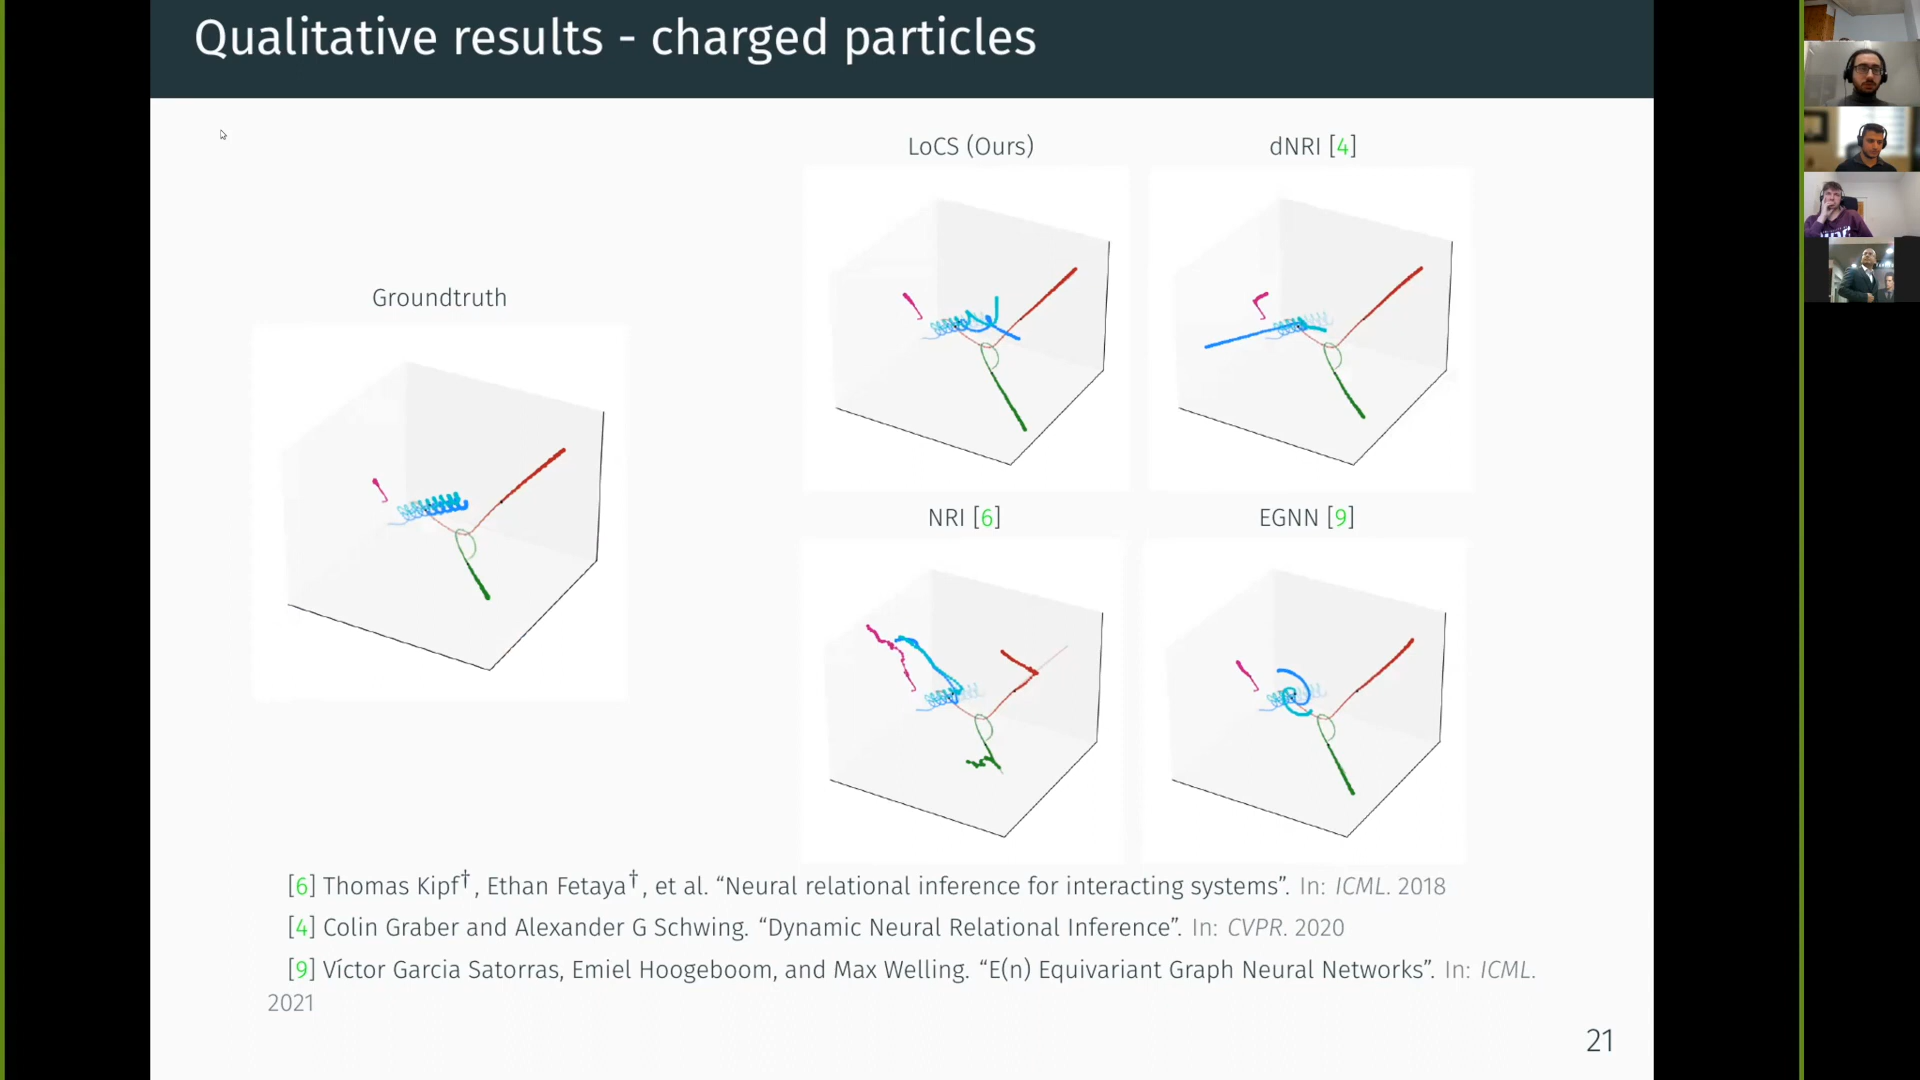 Qualitative results - charged particles
LoCS (Ours)
dNRI [4]
Groundtruth
NRI [6]
EGNN [9]
[6] Thomas Kipf†, Ethan Fetaya†, et al. “Neural relational inference for interacting systems”. In: ICML. 2018
[4] Colin Graber and Alexander G Schwing. “Dynamic Neural Relational Inference”. In: CVPR. 2020
[9] Víctor Garcia Satorras, Emiel Hoogeboom, and Max Welling. “E(n) Equivariant Graph Neural Networks”. In: ICML.
2021
21